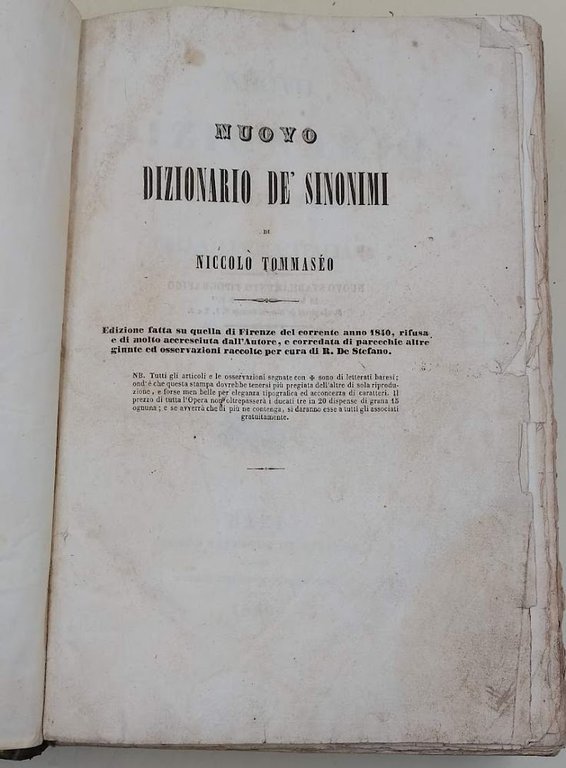 NUOVO
DIZIONARIO DE' SINONIMI
DI
NICCOLÒ TOMMASÉO
Edizione fatta su quella di Firenze del corrente anno 1840, rifusa
e di molto accresciuta dall'Autore, e corredata di parecchie altre
giunte ed osservazioni raccolte per cura di R. De Stefano.
NB. Tutti gli articoli e le osservazioni segnate con ✤ sono di letterati baresi;
ond'è che questa stampa dovrebbe tenersi più pregiata dell'altre di sola riprodu-
zione, e forse men belle per eleganza tipografica ed acconcezza di caratteri. Il
prezzo di tutta l'Opera non oltrepasserà i ducati tre in 20 dispense di grana 15
ognuna; e se avverrà che di più ne contenga, si daranno esse a tutti gli associati
gratuitamente.